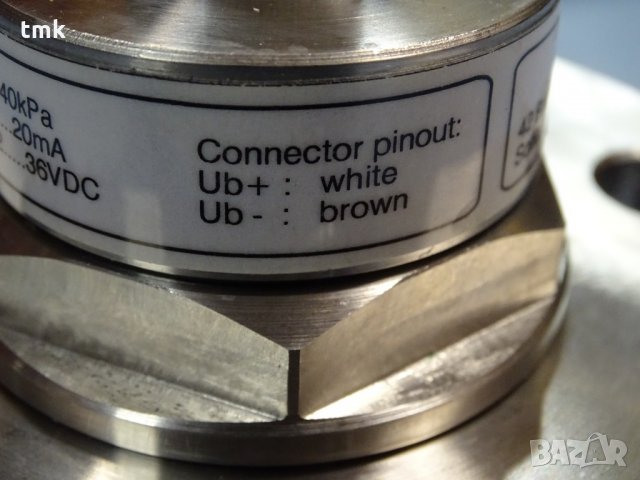 tmk
40kPa
...20mA
...36VDC
Connector pinout:
Ub+ : white
Ub- : brown
BAZAR